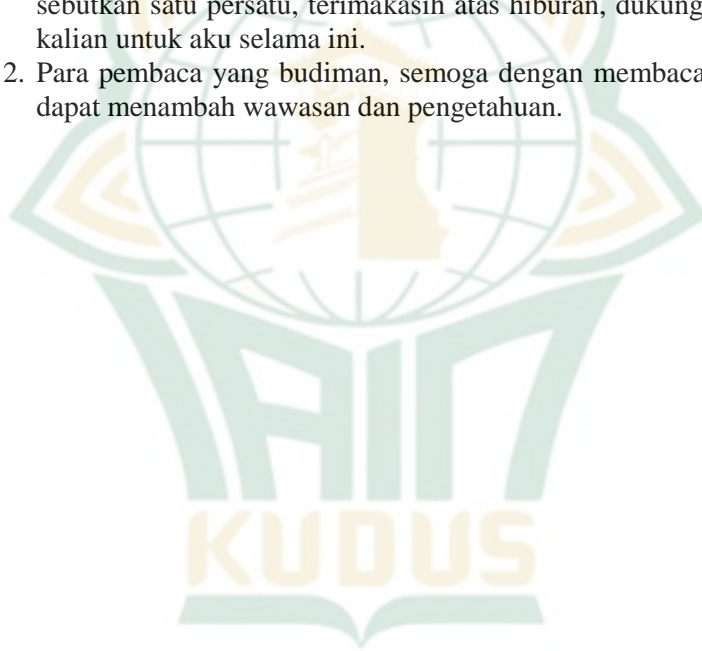 sebutkan satu persatu, terimakasih atas hiburan, dukung
kalian untuk aku selama ini.
2. Para pembaca yang budiman, semoga dengan membaca
dapat menambah wawasan dan pengetahuan.
IAIN
KUDUS